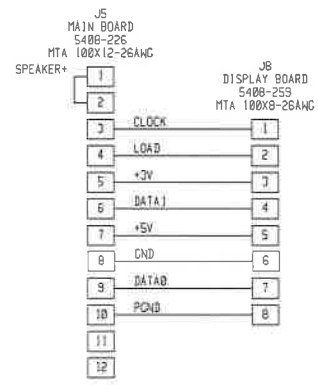 J5
MAIN BOARD
5408-226
MTA 100X12-26AWG
SPEAKER+
J8
DISPLAY BOARD
5408-259
MTA 100X8-26AWG
1
2
3 CLOCK 1
4 LOAD 2
5 +3V 3
6 DATA1 4
7 +5V 5
8 GND 6
9 DATA0 7
10 PGND 8
11
12